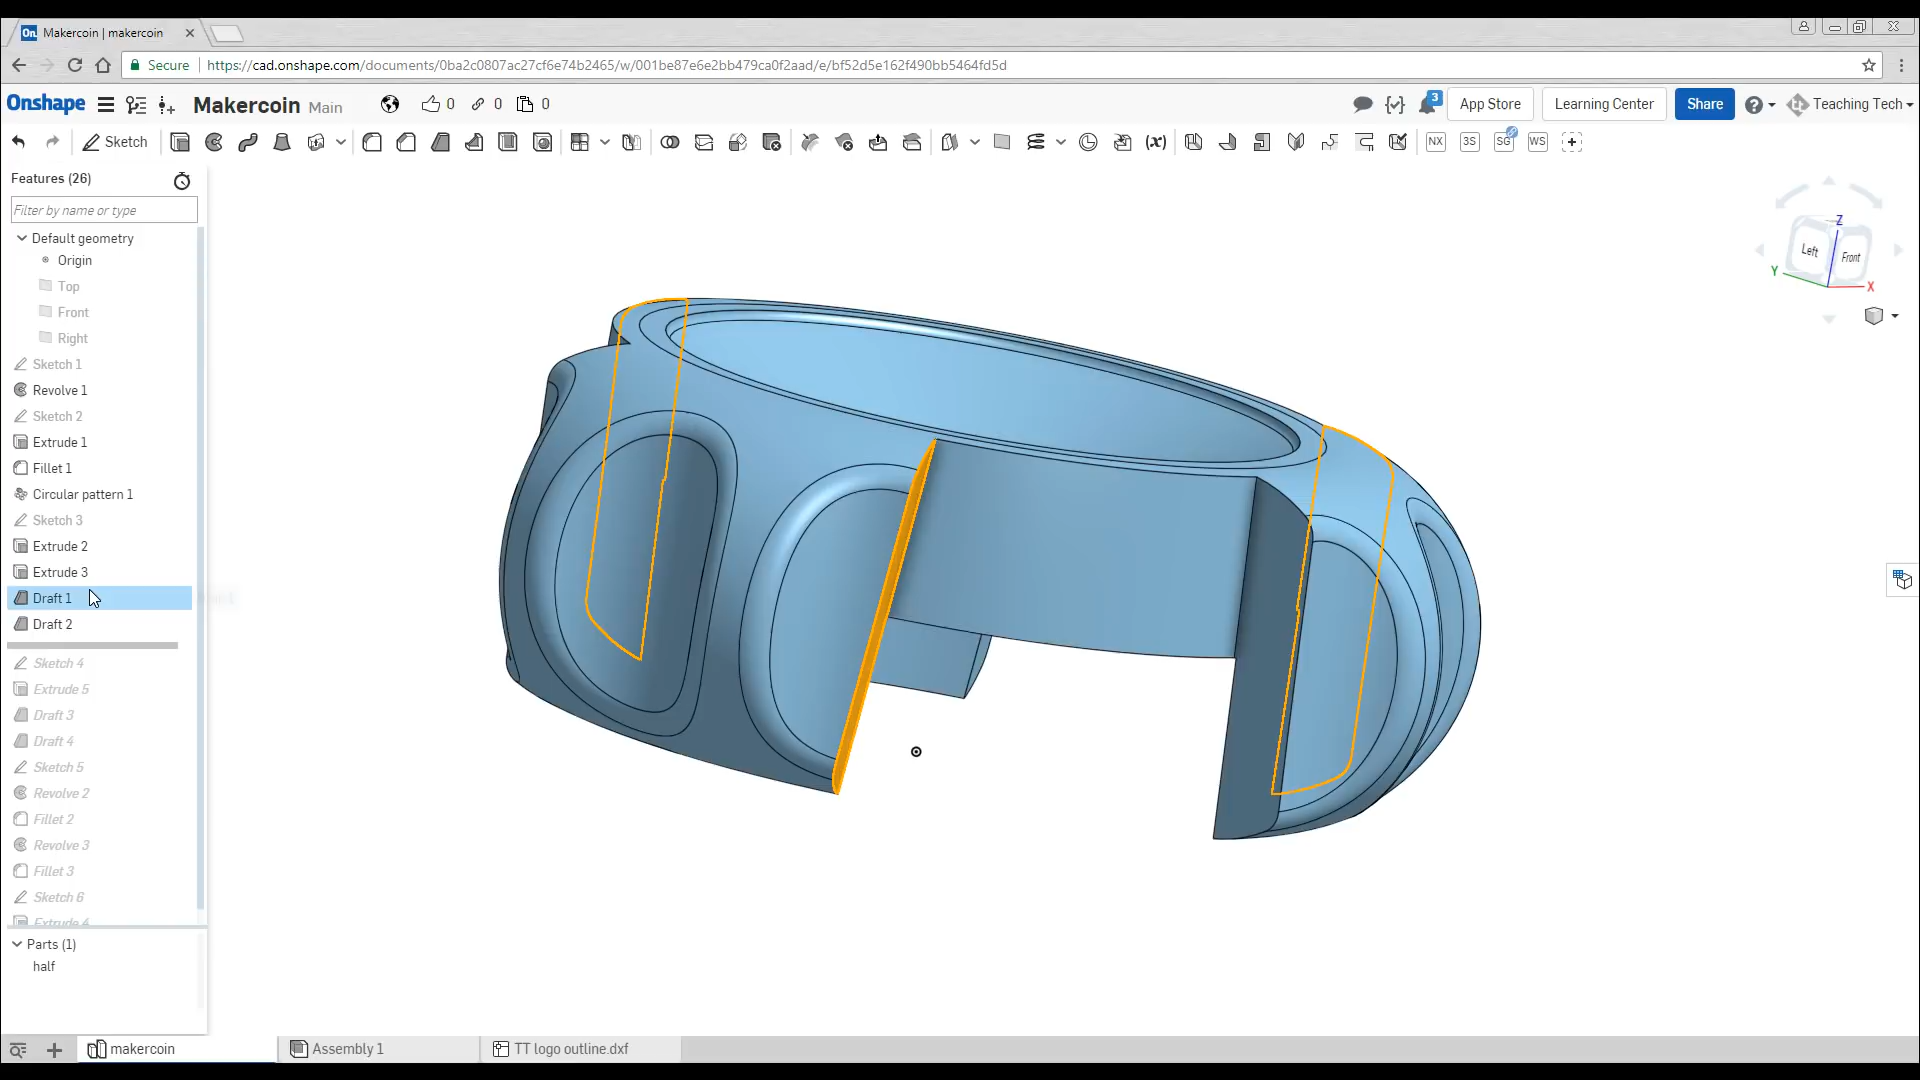 On. Makercoin | makercoin
Secure https://cad.onshape.com/documents/0ba2c0807ac27cf6e74b2465/w/001be87e6e2bb479ca0f2aad/e/bf52d5e162f490bb5464fd5d
Onshape Makercoin Main 0 0 0 3 App Store Learning Center Share Teaching Tech
Sketch (x) NX 3S SG WS
Features (26)
Filter by name or type
Default geometry
Origin
Top
Front
Right
Sketch 1
Revolve 1
Sketch 2
Extrude 1
Fillet 1
Circular pattern 1
Sketch 3
Extrude 2
Extrude 3
Draft 1
Draft 2
Sketch 4
Extrude 5
Draft 3
Draft 4
Sketch 5
Revolve 2
Fillet 2
Revolve 3
Fillet 3
Sketch 6
Extrude 4
Parts (1)
half
Z
Left Front
Y X
makercoin Assembly 1 TT logo outline.dxf